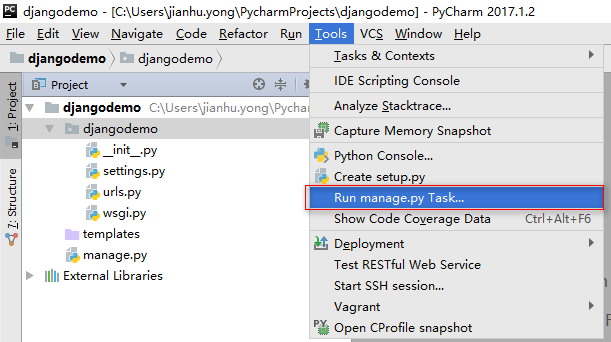 djangodemo - [C:\Users\jianhu.yong\PycharmProjects\djangodemo] - PyCharm 2017.1.2
File Edit View Navigate Code Refactor Run Tools VCS Window Help
djangodemo djangodemo
Project
1: Project
7: Structure
djangodemo C:\Users\jianhu.yong\Pycharm
djangodemo
__init__.py
settings.py
urls.py
wsgi.py
templates
manage.py
External Libraries
Tasks & Contexts
IDE Scripting Console
Analyze Stacktrace...
Capture Memory Snapshot
Python Console...
Create setup.py
Run manage.py Task...
Show Code Coverage Data Ctrl+Alt+F6
Deployment
Test RESTful Web Service
Start SSH session...
Vagrant
Open CProfile snapshot